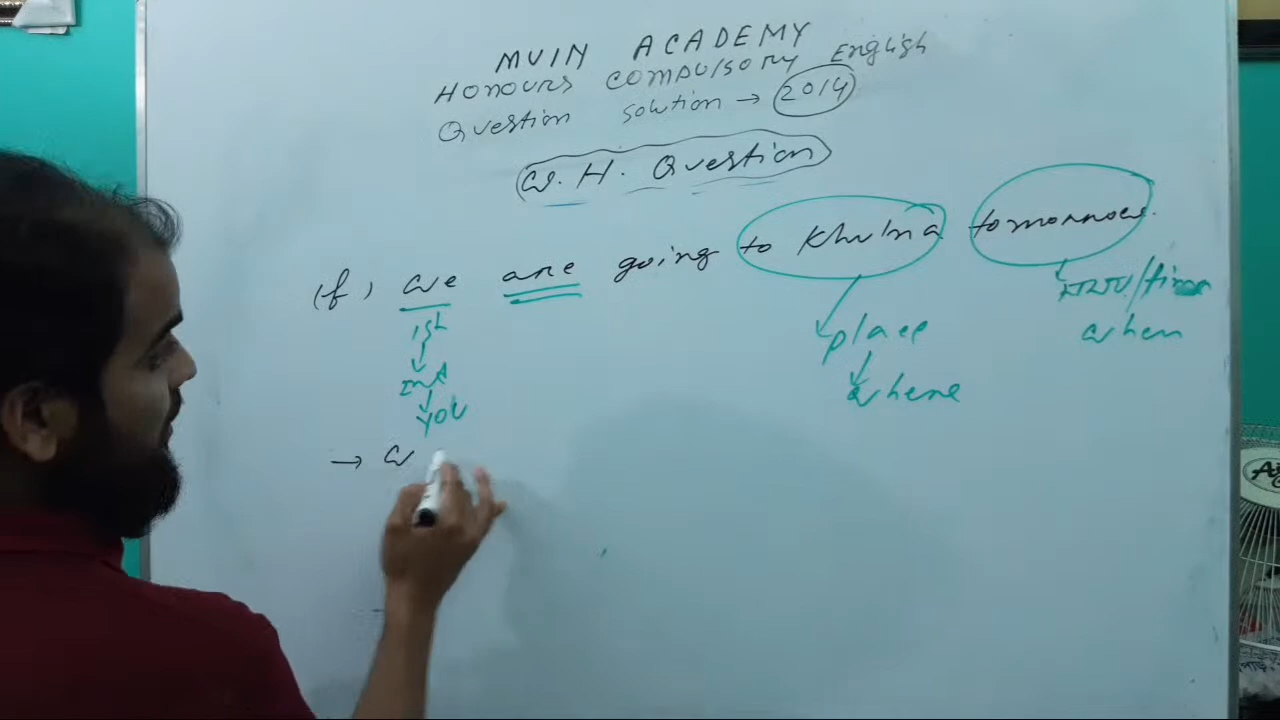 MUIN ACADEMY
HONOURS COMPULSORY English
Question solution → 2014
W. H. Question
(f) We are going to Khulna tomorrow.
1st
YOU
place
where
when
→ W